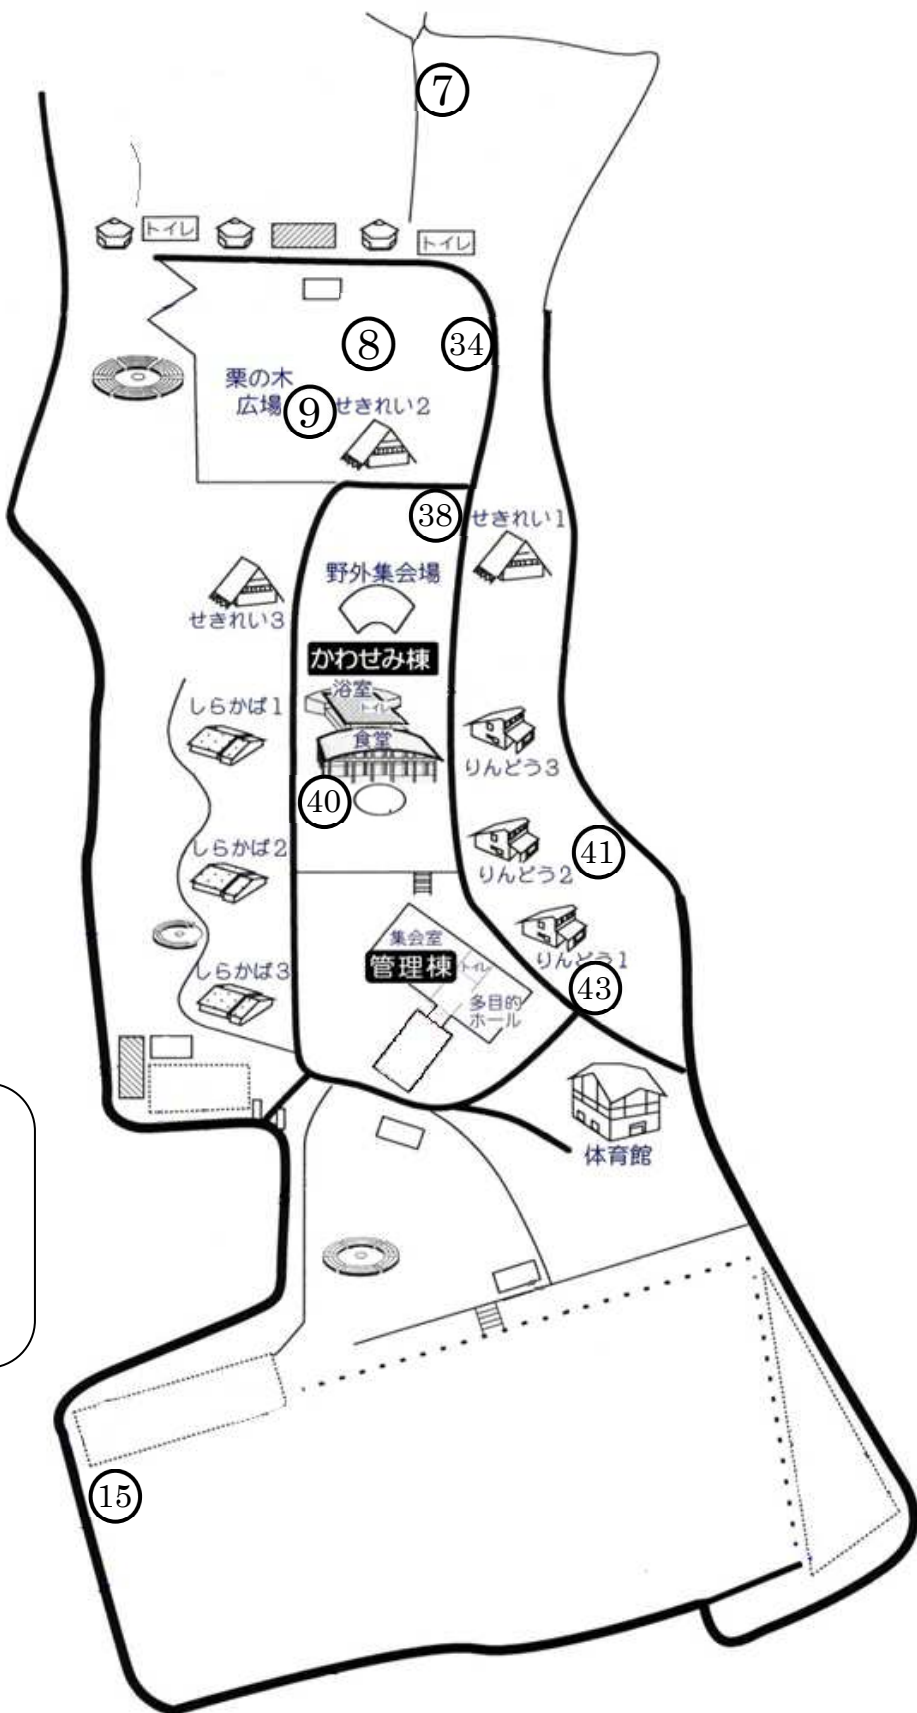 7
トイレ
トイレ
8
34
栗の木
広場
9
せきれい2
38
せきれい1
野外集会場
せきれい3
かわせみ棟
浴室
トイレ
しらかば1
食堂
りんどう3
40
しらかば2
りんどう2
41
集会室
管理棟
トイレ
りんどう1
しらかば3
43
多目的
ホール
体育館
15